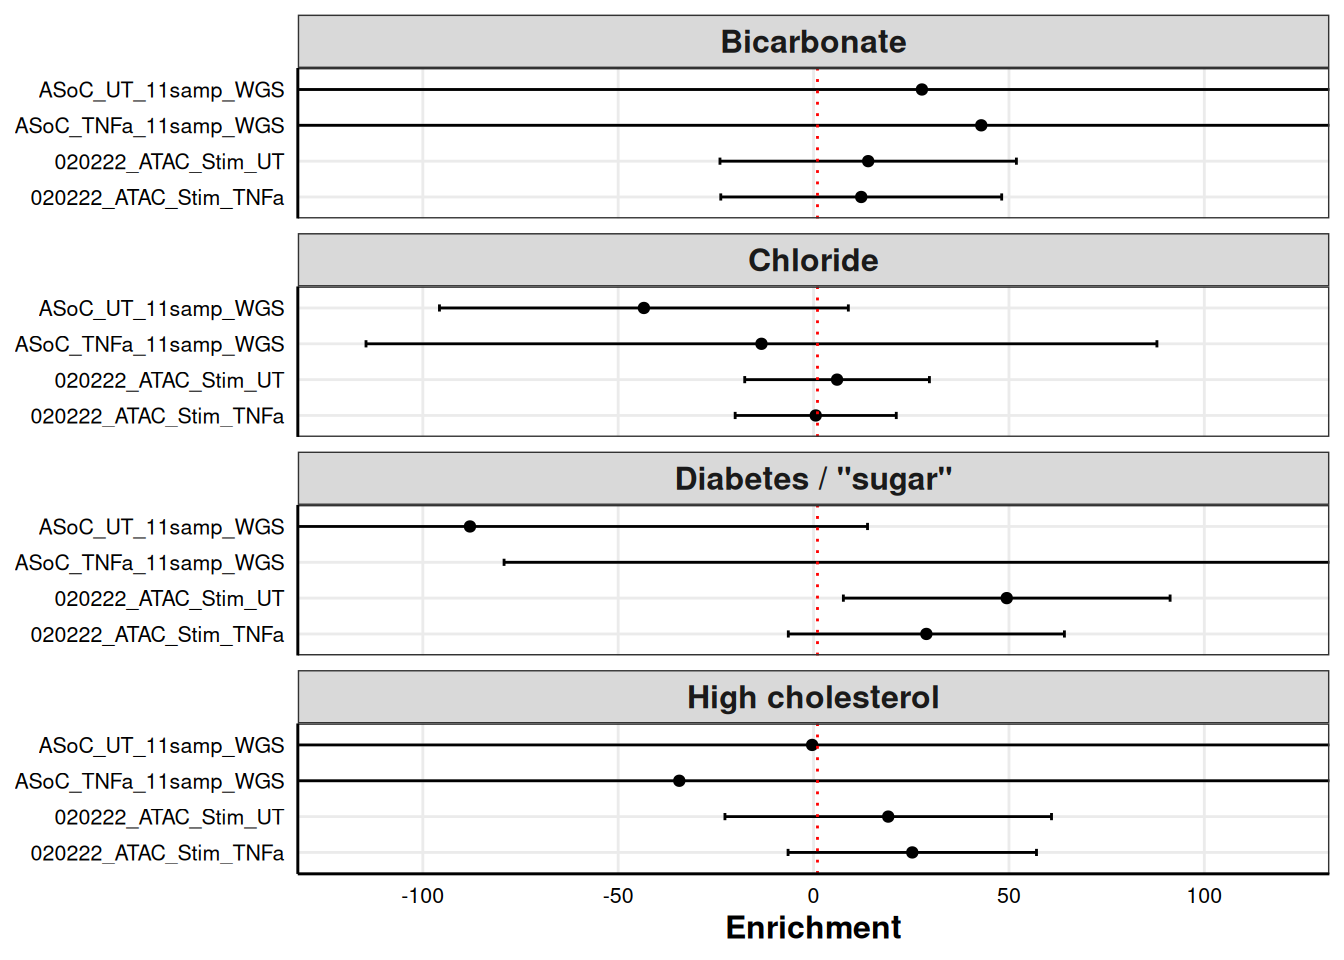 Bicarbonate
ASoC_UT_11samp_WGS
ASoC_TNFa_11samp_WGS
020222_ATAC_Stim_UT
020222_ATAC_Stim_TNFa
Chloride
ASoC_UT_11samp_WGS
ASoC_TNFa_11samp_WGS
020222_ATAC_Stim_UT
020222_ATAC_Stim_TNFa
Diabetes / "sugar"
ASoC_UT_11samp_WGS
ASoC_TNFa_11samp_WGS
020222_ATAC_Stim_UT
020222_ATAC_Stim_TNFa
High cholesterol
ASoC_UT_11samp_WGS
ASoC_TNFa_11samp_WGS
020222_ATAC_Stim_UT
020222_ATAC_Stim_TNFa
-100 -50 0 50 100
Enrichment